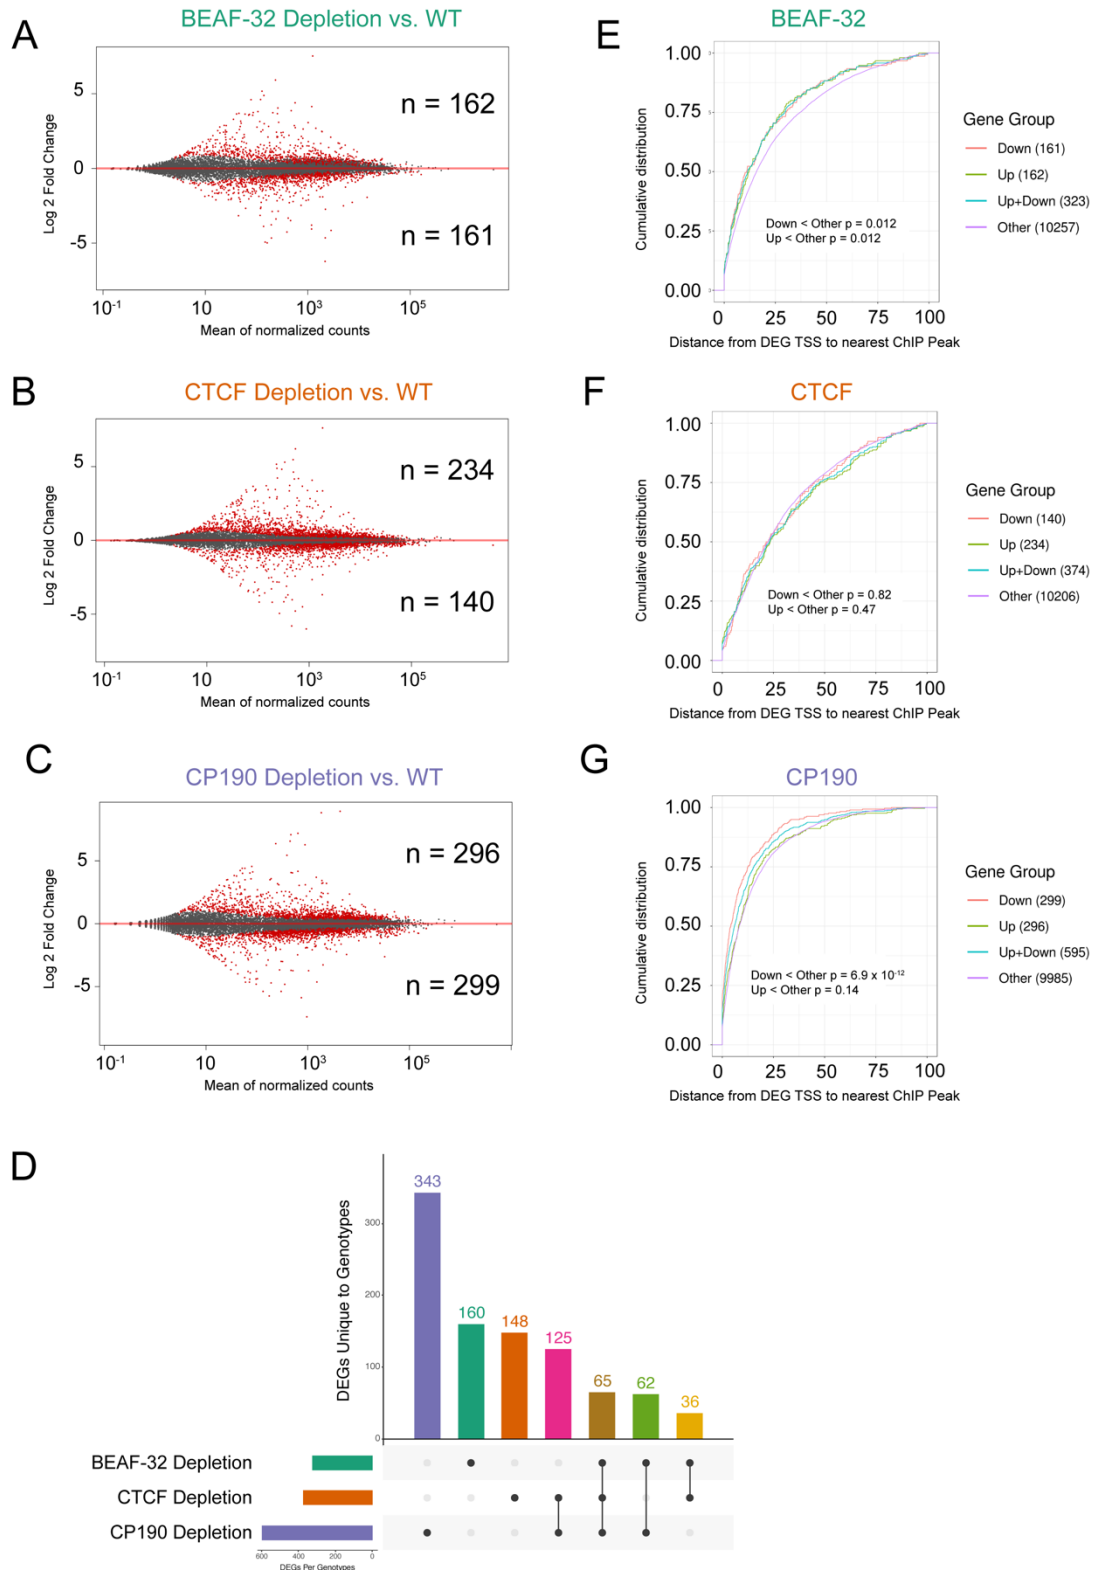 A
BEAF-32 Depletion vs. WT
Log 2 Fold Change
5
0
-5
n = 162
n = 161
10-1
10
10³
10⁵
Mean of normalized counts
E
BEAF-32
Cumulative distribution
1.00
0.75
0.50
0.25
0.00
Down < Other p = 0.012
Up < Other p = 0.012
0
25
50
75
100
Distance from DEG TSS to nearest ChIP Peak
Gene Group
Down (161)
Up (162)
Up+Down (323)
Other (10257)
B
CTCF Depletion vs. WT
Log 2 Fold Change
5
0
-5
n = 234
n = 140
10-1
10
10³
10⁵
Mean of normalized counts
F
CTCF
Cumulative distribution
1.00
0.75
0.50
0.25
0.00
Down < Other p = 0.82
Up < Other p = 0.47
0
25
50
75
100
Distance from DEG TSS to nearest ChIP Peak
Gene Group
Down (140)
Up (234)
Up+Down (374)
Other (10206)
C
CP190 Depletion vs. WT
Log 2 Fold Change
5
0
-5
n = 296
n = 299
10-1
10
10³
10⁵
Mean of normalized counts
G
CP190
Cumulative distribution
1.00
0.75
0.50
0.25
0.00
Down < Other p = 6.9 x 10-12
Up < Other p = 0.14
0
25
50
75
100
Distance from DEG TSS to nearest ChIP Peak
Gene Group
Down (299)
Up (296)
Up+Down (595)
Other (9985)
D
DEGs Unique to Genotypes
300
200
100
0
343
160
148
125
65
62
36
BEAF-32 Depletion
CTCF Depletion
CP190 Depletion
600
400
200
0
DEGs Per Genotypes